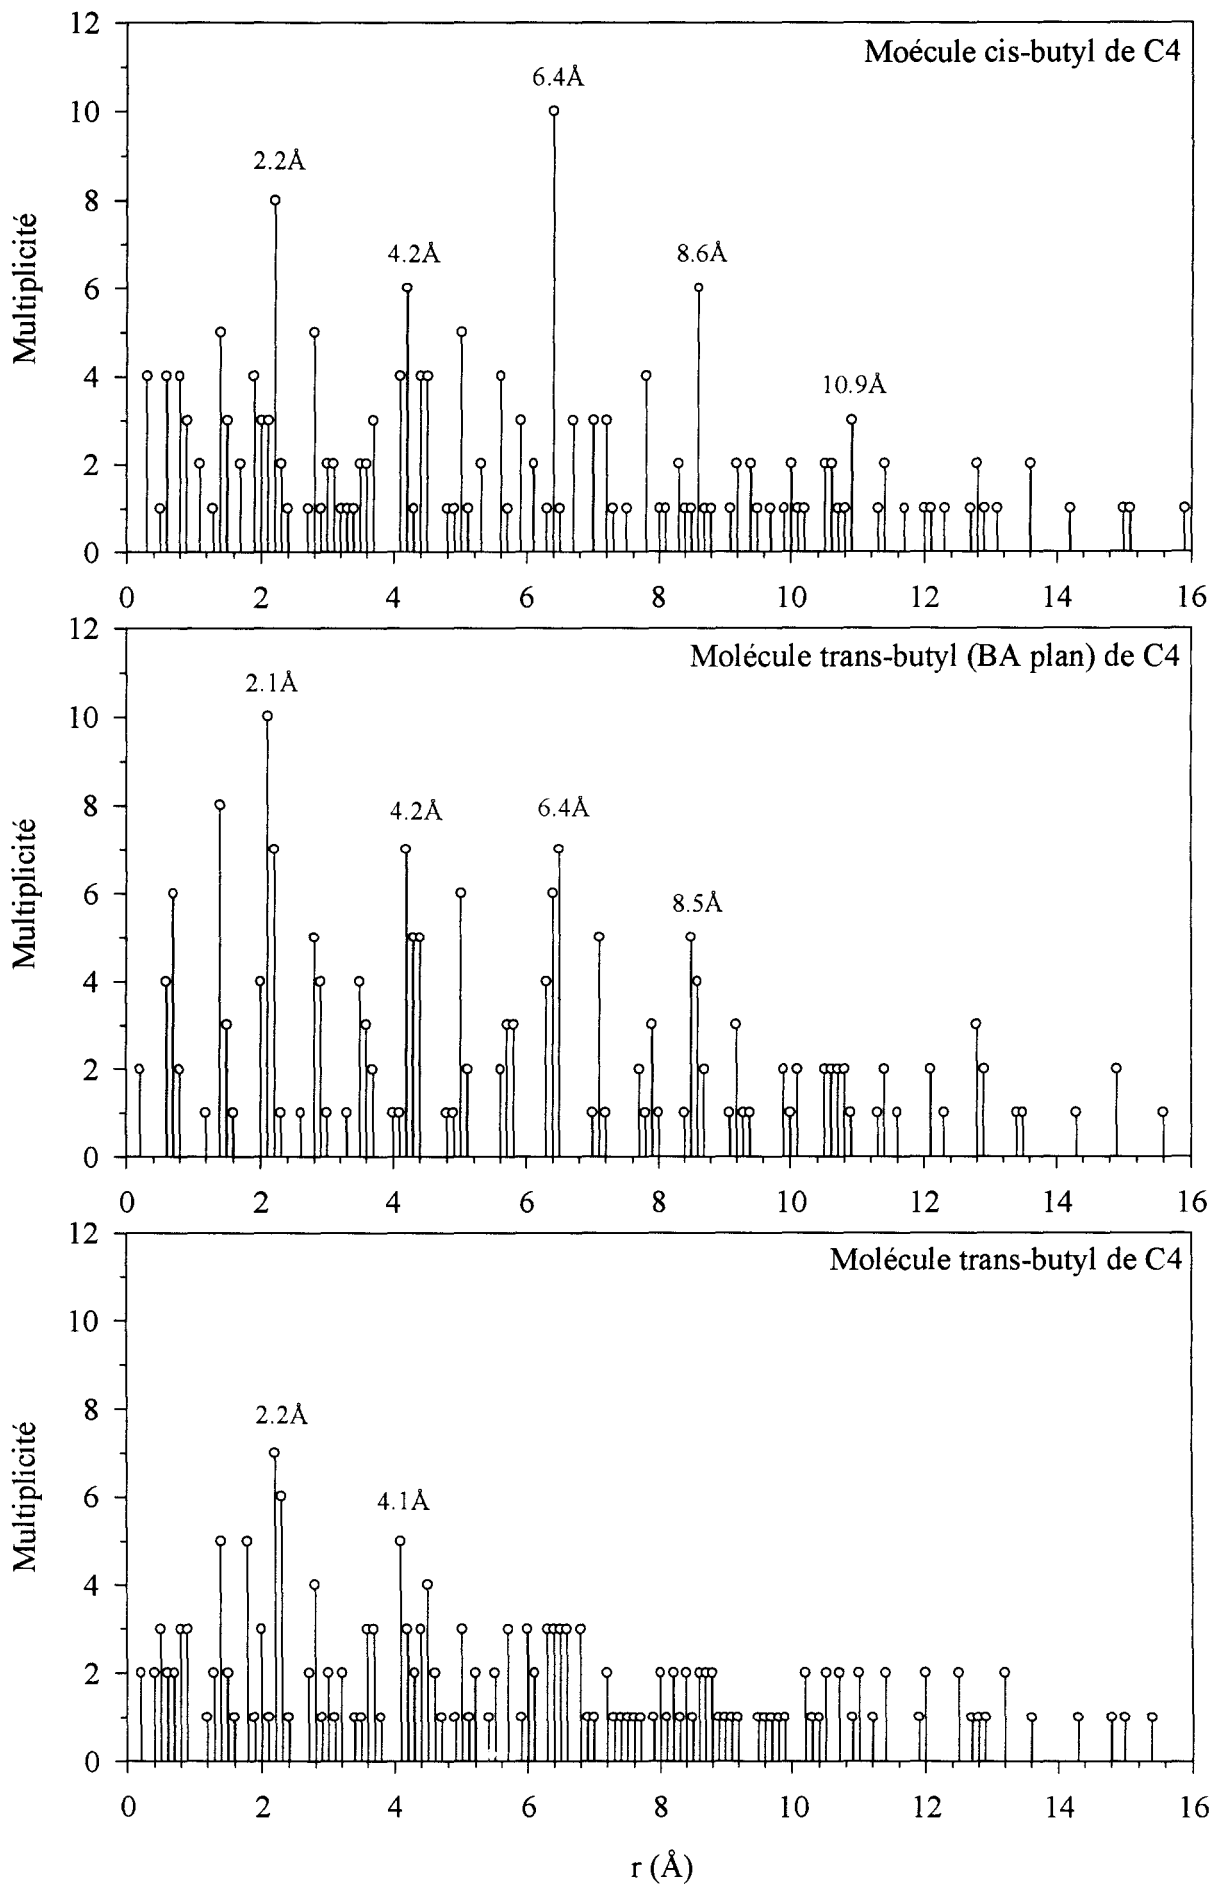 Moécule cis-butyl de C4
Multiplicité
12
10
8
6
4
2
0
6.4Å
2.2Å
4.2Å
8.6Å
10.9Å
0 2 4 6 8 10 12 14 16
Molécule trans-butyl (BA plan) de C4
Multiplicité
12
10
8
6
4
2
0
2.1Å
4.2Å
6.4Å
8.5Å
0 2 4 6 8 10 12 14 16
Molécule trans-butyl de C4
Multiplicité
12
10
8
6
4
2
0
2.2Å
4.1Å
0 2 4 6 8 10 12 14 16
r (Å)